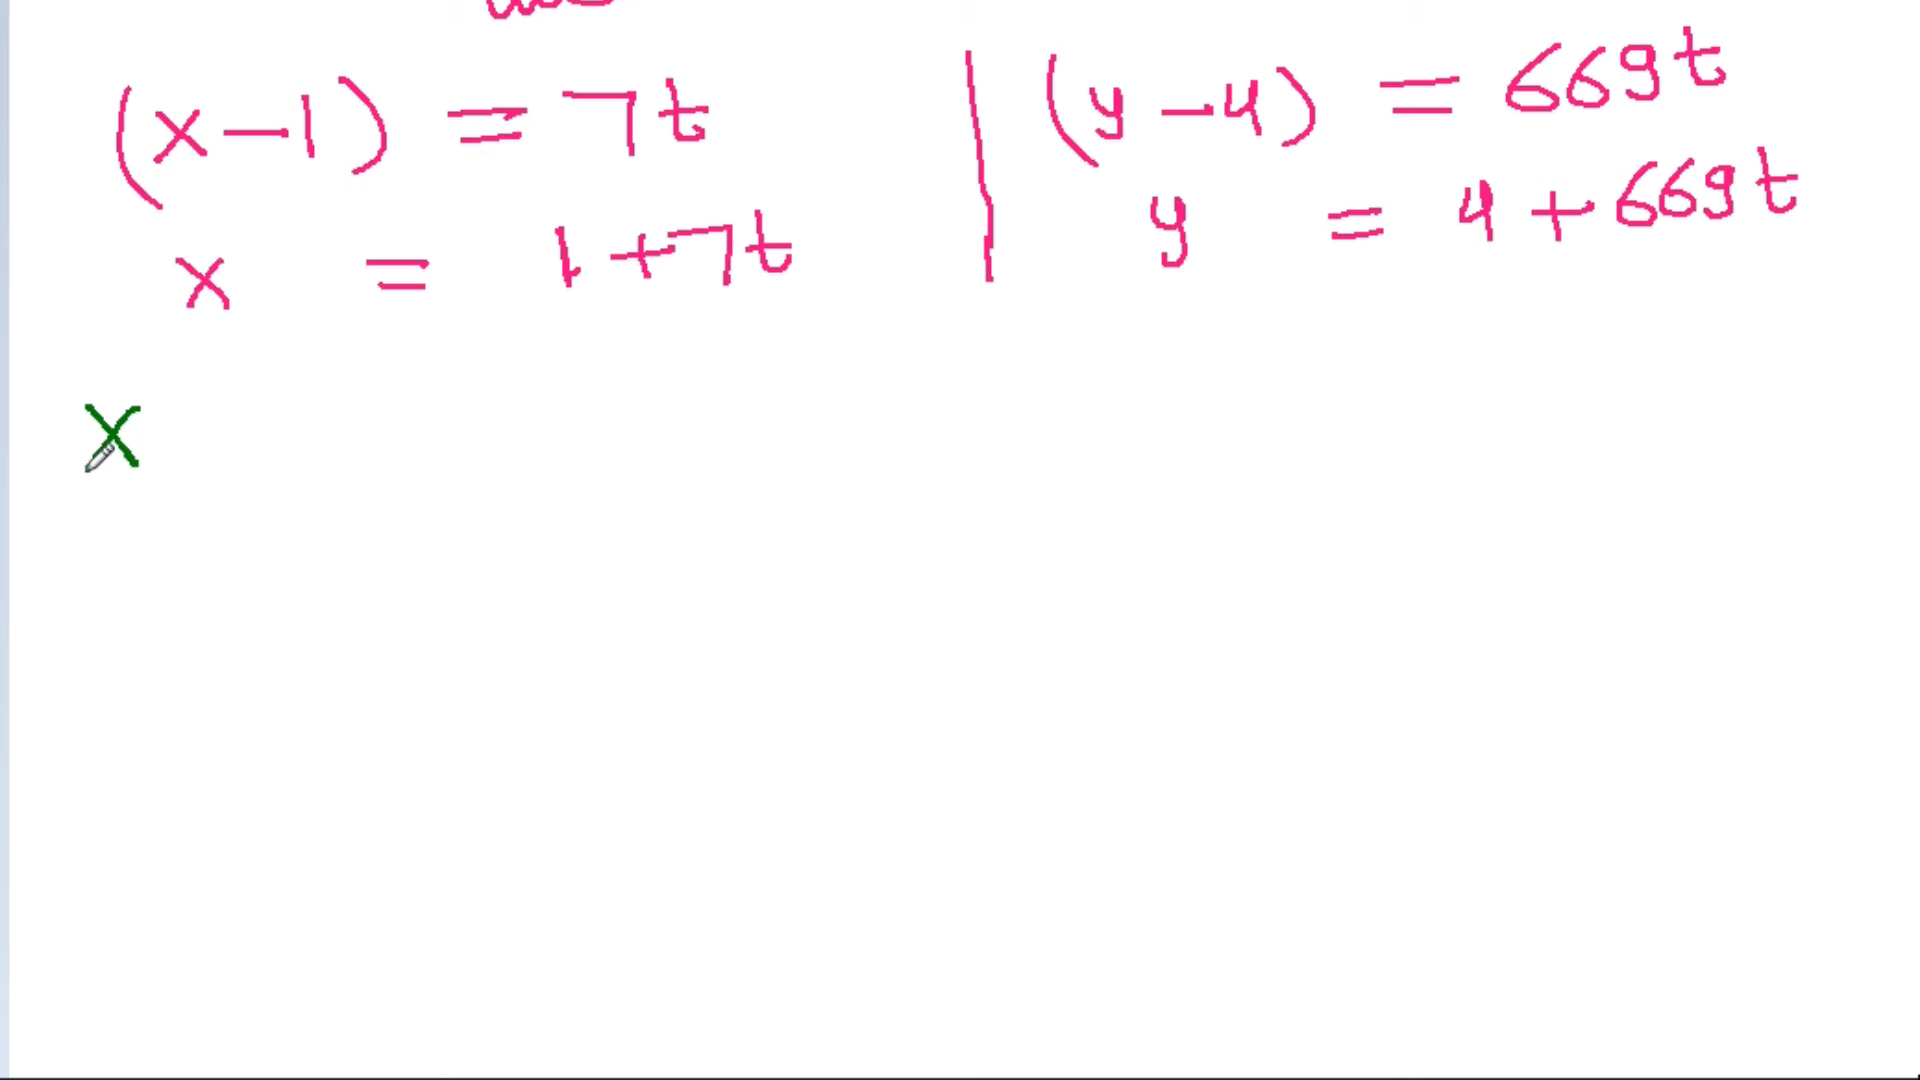 (x-1) = 7t | (y-4) = 669t
x = 1+7t | y = 4+669t
x